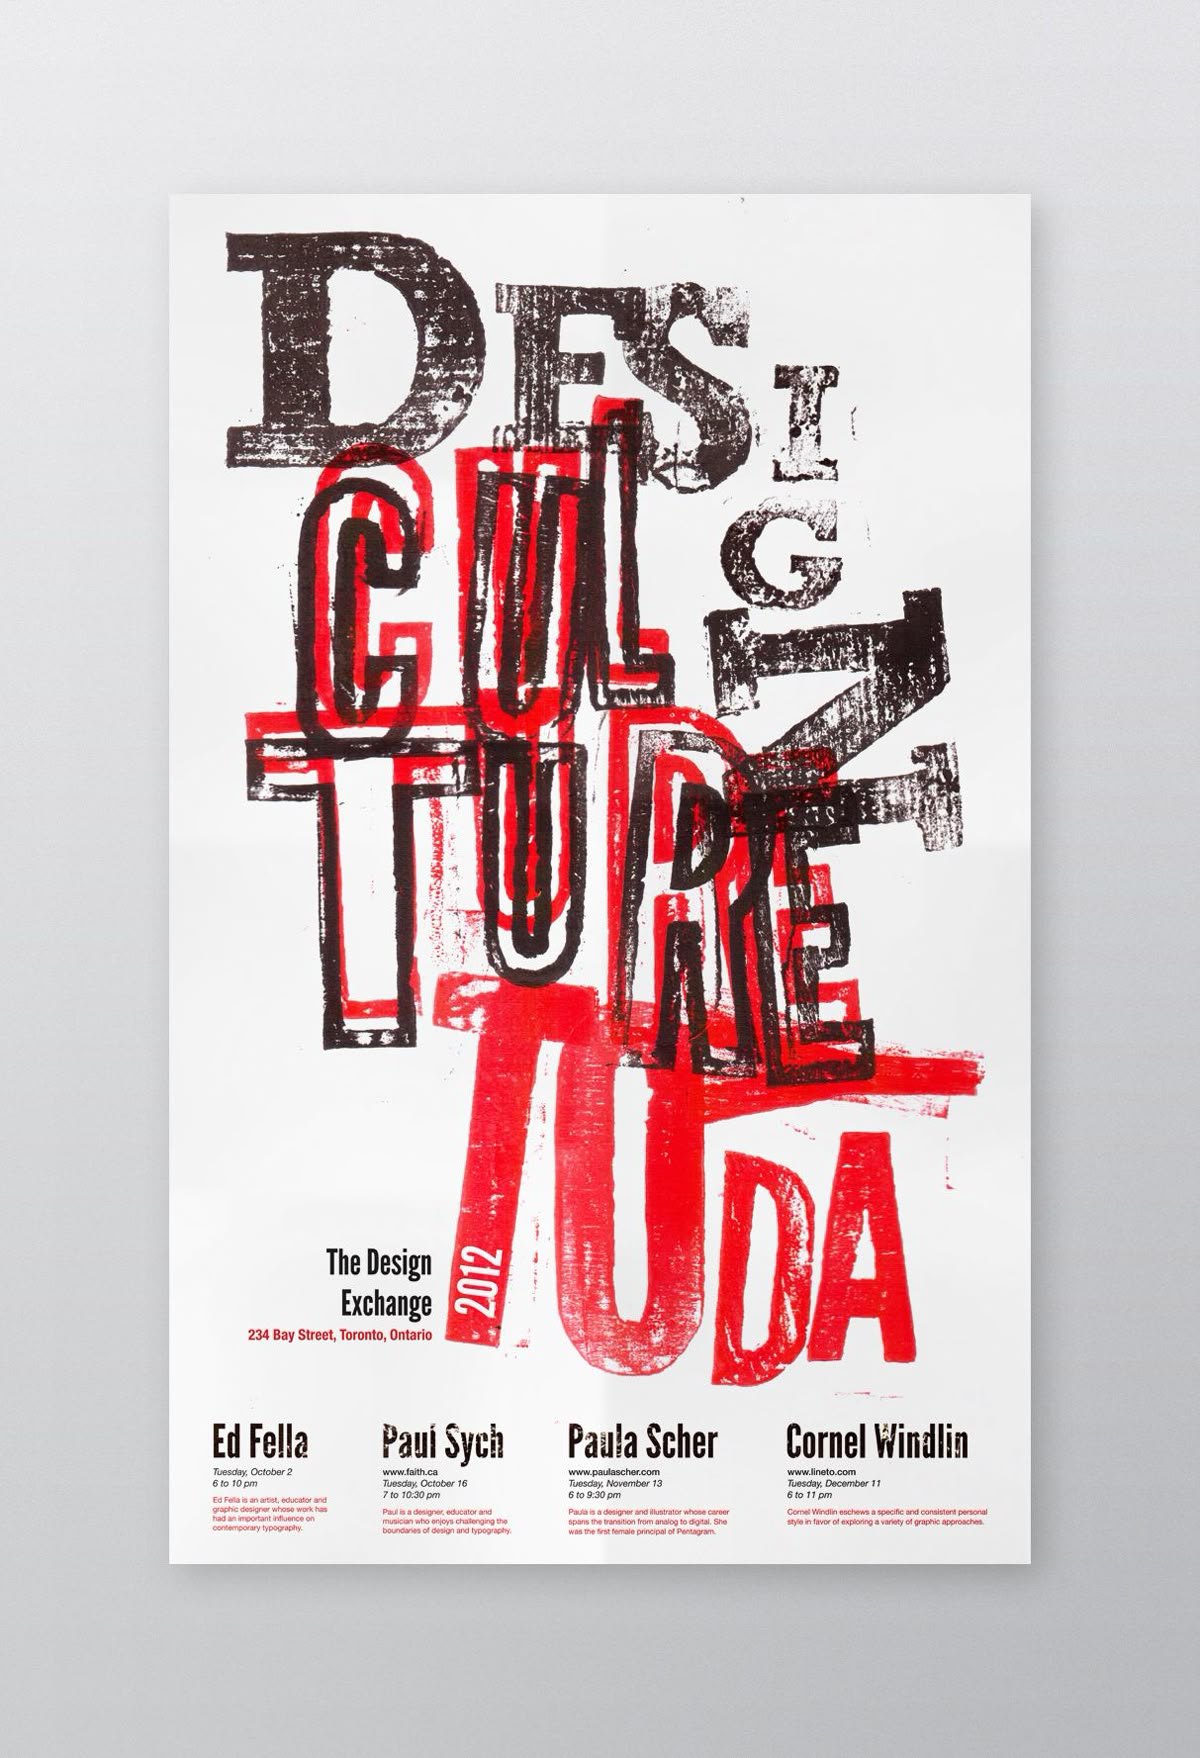 DESIGN
CUL
TURE
TUDA
2012
The Design
Exchange
234 Bay Street, Toronto, Ontario
Ed Fella
Tuesday, October 2
6 to 10 pm
Ed Fella is an artist, educator and
graphic designer whose work has
had an important influence on
contemporary typography.
Paul Sych
www.faith.ca
Tuesday, October 16
7 to 10:30 pm
Paul is a designer, educator and
musician who enjoys challenging the
boundaries of design and typography.
Paula Scher
www.paulascher.com
Tuesday, November 13
6 to 9:30 pm
Paula is a designer and illustrator whose career
spans the transition from analog to digital. She
was the first female principal of Pentagram.
Cornel Windlin
www.lineto.com
Tuesday, December 11
6 to 11 pm
Cornel Windlin eschews a specific and consistent personal
style in favor of exploring a variety of graphic approaches.